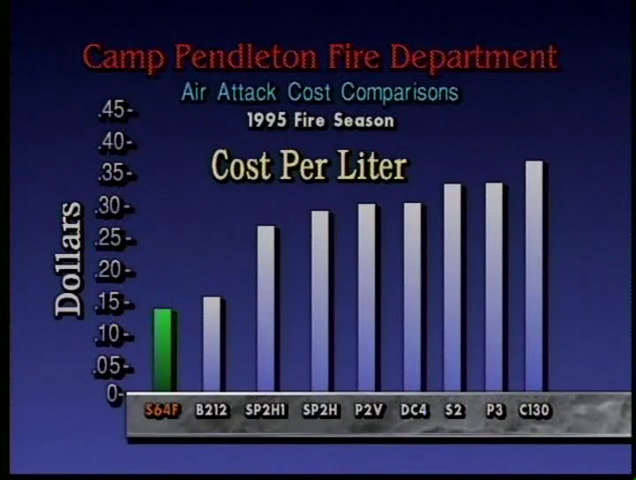 Camp Pendleton Fire Department
Air Attack Cost Comparisons
1995 Fire Season
Cost Per Liter
Dollars
.45-
.40-
.35-
.30-
.25-
.20-
.15-
.10-
.05-
0-
S64F B212 SP2H1 SP2H P2V DC4 S2 P3 C130